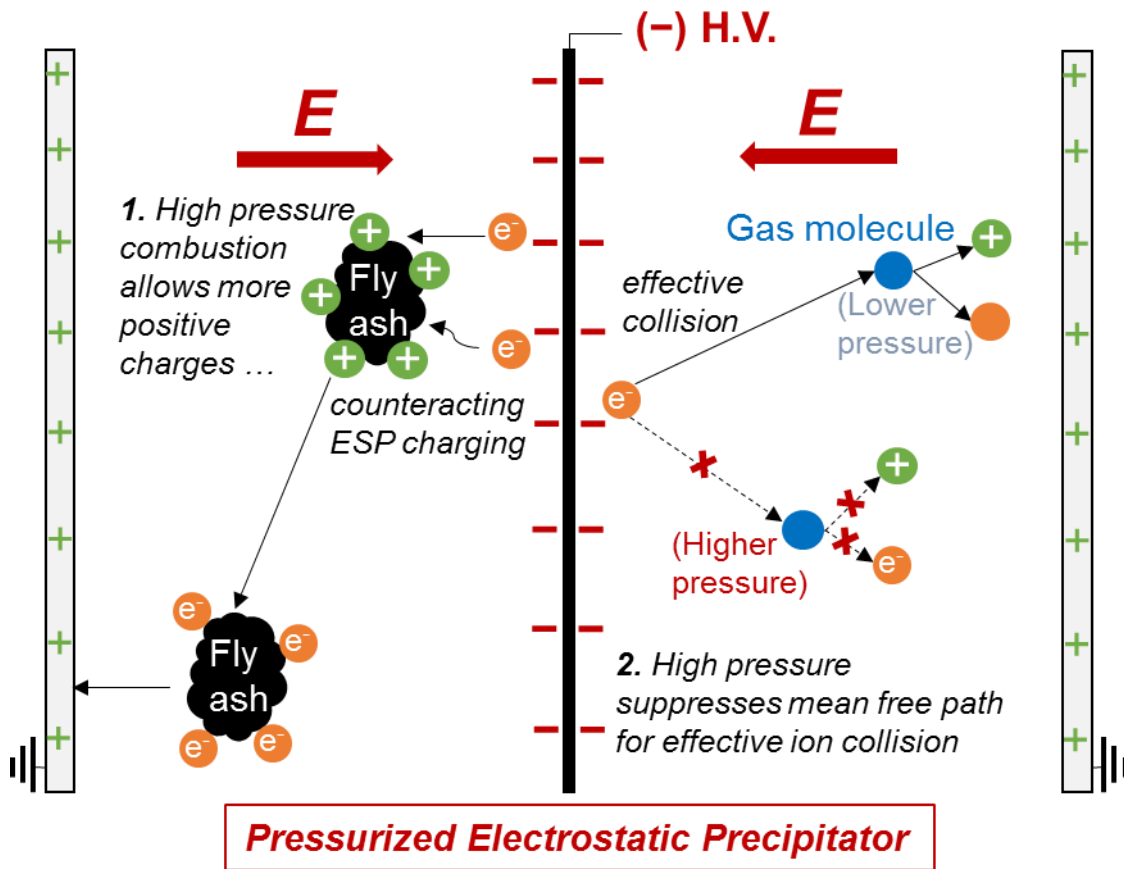 (−) H.V.
E
E
1. High pressure
combustion
allows more
positive
charges …
+
+
+
+
+
Fly
ash
e⁻
e⁻
counteracting
ESP charging
Gas molecule
effective
collision
(Lower
pressure)
+
e⁻
+
(Higher
pressure)
e⁻
e⁻
e⁻
Fly
ash
e⁻
e⁻
2. High pressure
suppresses mean free path
for effective ion collision
Pressurized Electrostatic Precipitator